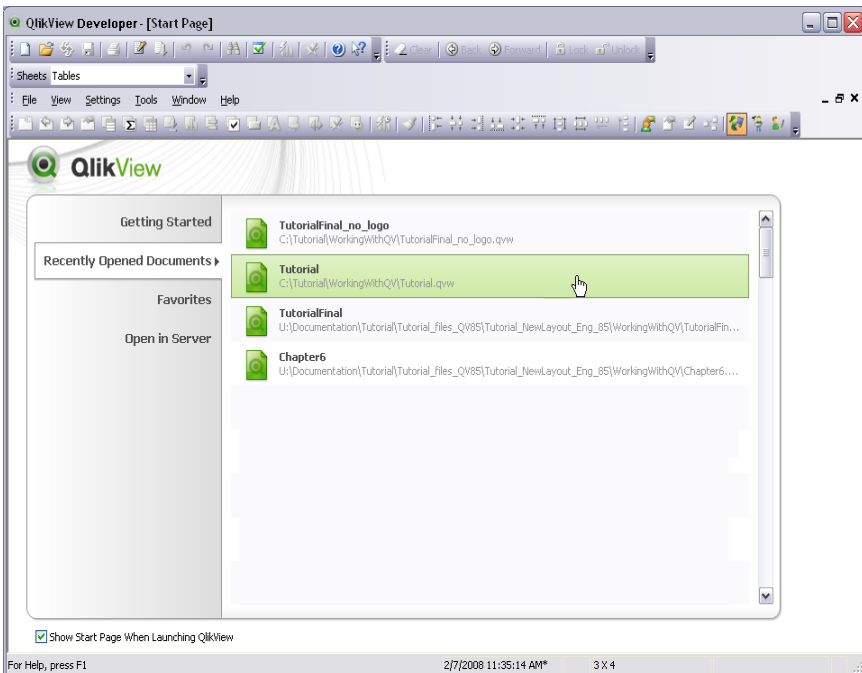 QlikView Developer - [Start Page]
Clear Back Forward Lock Unlock
Sheets Tables
File View Settings Tools Window Help
QlikView
Getting Started
Recently Opened Documents
Favorites
Open in Server
TutorialFinal_no_logo
C:\Tutorial\WorkingWithQV\TutorialFinal_no_logo.qvw
Tutorial
C:\Tutorial\WorkingWithQV\Tutorial.qvw
TutorialFinal
U:\Documentation\Tutorial\Tutorial_files_QV85\Tutorial_NewLayout_Eng_85\WorkingWithQV\TutorialFin...
Chapter6
U:\Documentation\Tutorial\Tutorial_files_QV85\Tutorial_NewLayout_Eng_85\WorkingWithQV\Chapter6....
Show Start Page When Launching QlikView
For Help, press F1
2/7/2008 11:35:14 AM*
3 X 4